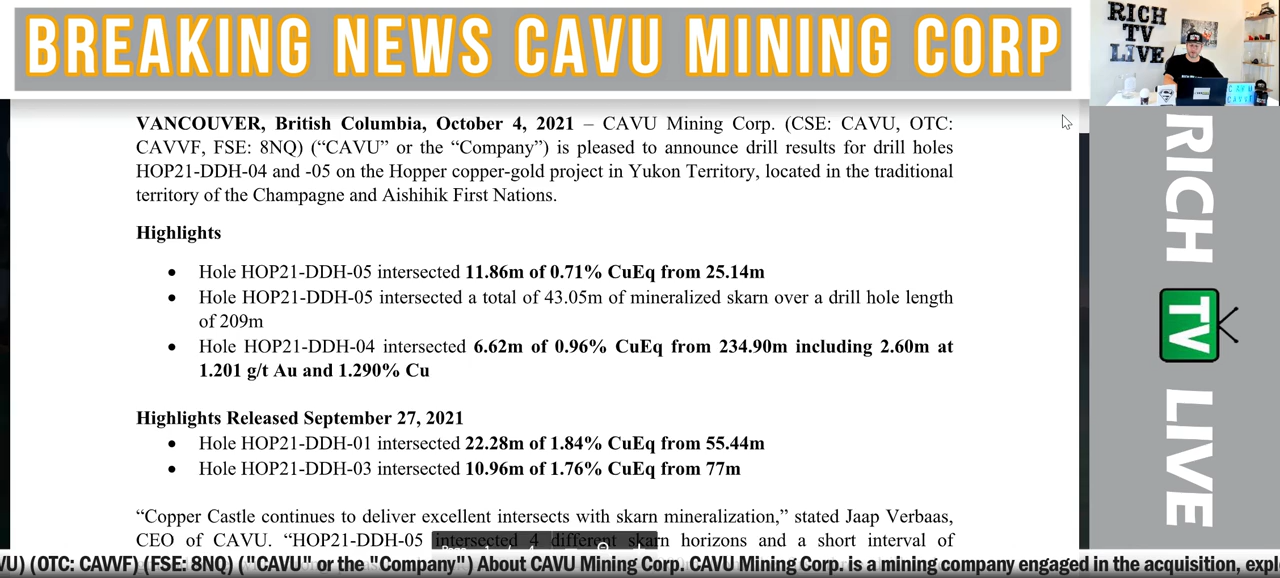 BREAKING NEWS CAVU MINING CORP
RICH
TV
LIVE
VANCOUVER, British Columbia, October 4, 2021 – CAVU Mining Corp. (CSE: CAVU, OTC:
CAVVF, FSE: 8NQ) (“CAVU” or the “Company”) is pleased to announce drill results for drill holes
HOP21-DDH-04 and -05 on the Hopper copper-gold project in Yukon Territory, located in the traditional
territory of the Champagne and Aishihik First Nations.
Highlights
• Hole HOP21-DDH-05 intersected 11.86m of 0.71% CuEq from 25.14m
• Hole HOP21-DDH-05 intersected a total of 43.05m of mineralized skarn over a drill hole length
of 209m
• Hole HOP21-DDH-04 intersected 6.62m of 0.96% CuEq from 234.90m including 2.60m at
1.201 g/t Au and 1.290% Cu
Highlights Released September 27, 2021
• Hole HOP21-DDH-01 intersected 22.28m of 1.84% CuEq from 55.44m
• Hole HOP21-DDH-03 intersected 10.96m of 1.76% CuEq from 77m
“Copper Castle continues to deliver excellent intersects with skarn mineralization,” stated Jaap Verbaas,
CEO of CAVU. “HOP21-DDH-05 intersected 4 different skarn horizons and a short interval of
RICH TV LIVE
VU) (OTC: CAVVF) (FSE: 8NQ) ("CAVU" or the "Company") About CAVU Mining Corp. CAVU Mining Corp. is a mining company engaged in the acquisition, expl